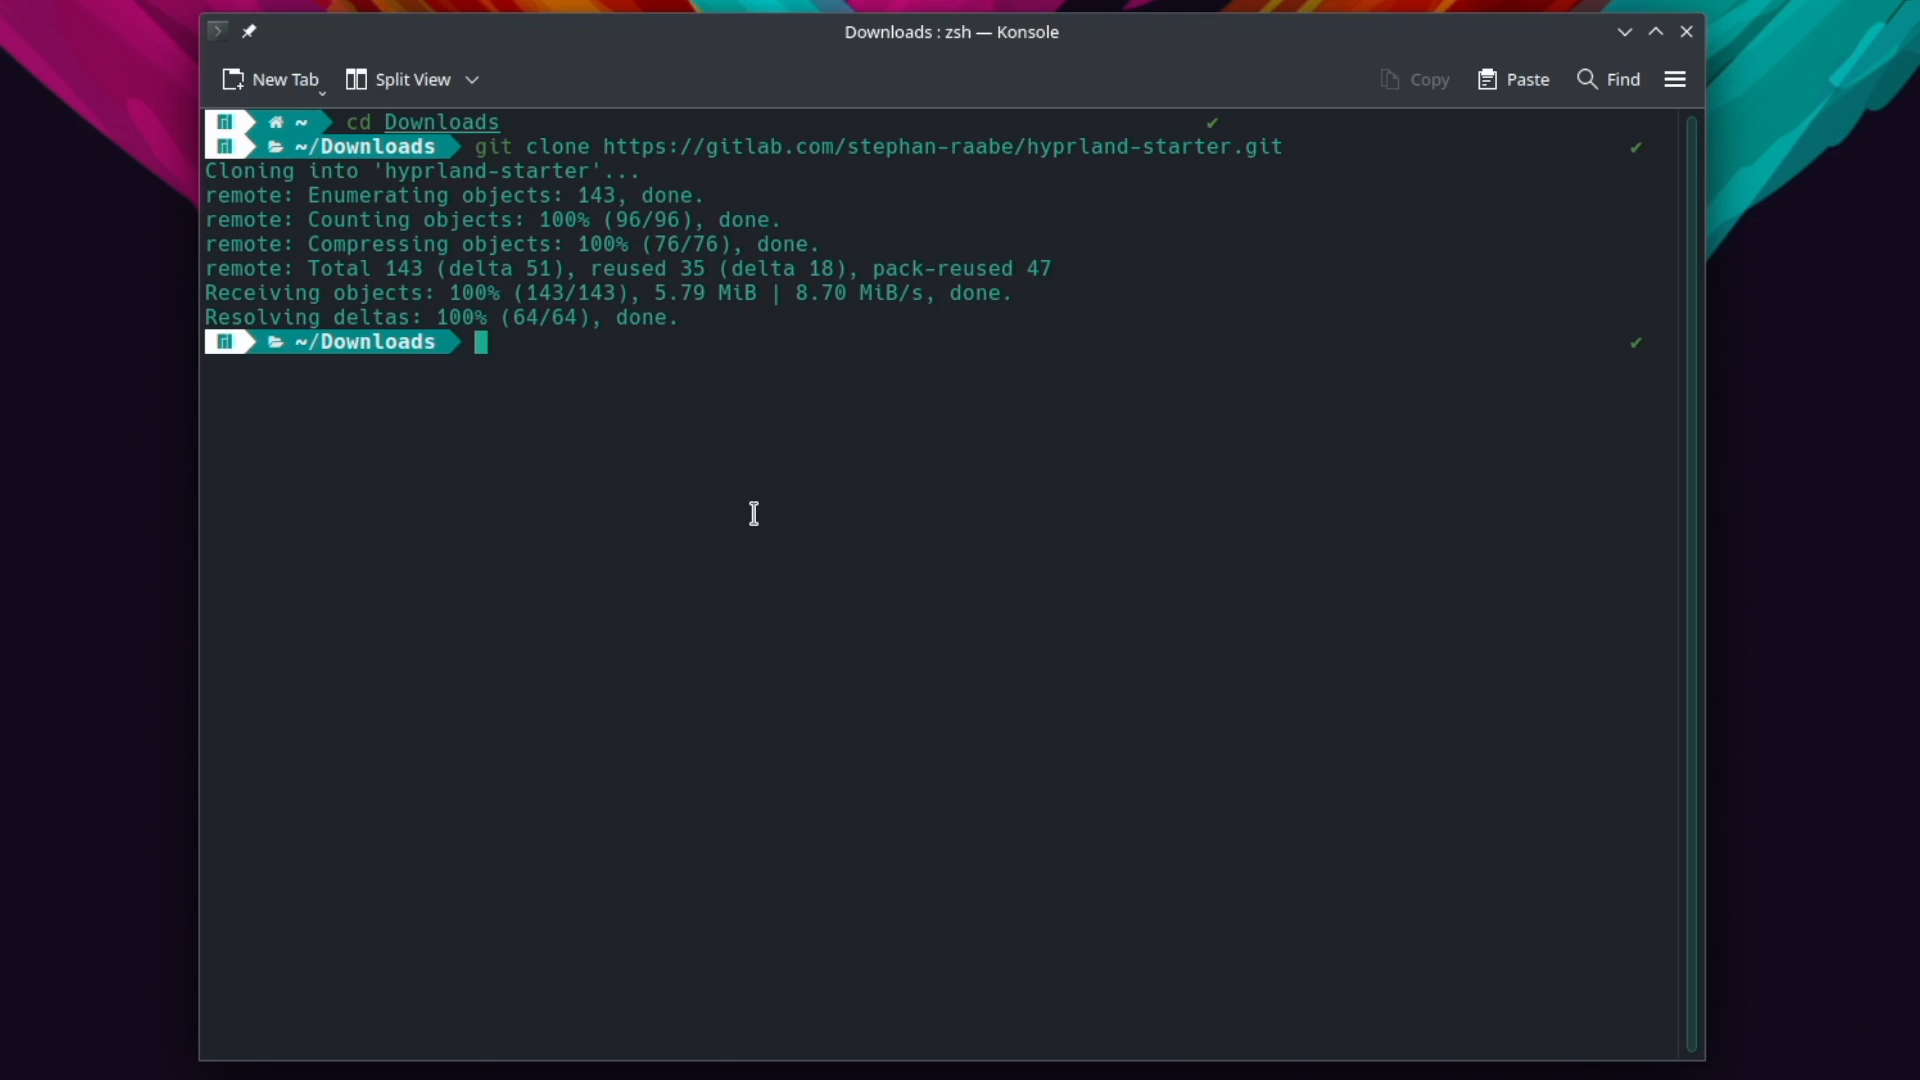 Downloads : zsh — Konsole
New Tab Split View Copy Paste Find
~ cd Downloads ✔
~/Downloads git clone https://gitlab.com/stephan-raabe/hyprland-starter.git ✔
Cloning into 'hyprland-starter'...
remote: Enumerating objects: 143, done.
remote: Counting objects: 100% (96/96), done.
remote: Compressing objects: 100% (76/76), done.
remote: Total 143 (delta 51), reused 35 (delta 18), pack-reused 47
Receiving objects: 100% (143/143), 5.79 MiB | 8.70 MiB/s, done.
Resolving deltas: 100% (64/64), done.
~/Downloads ✔